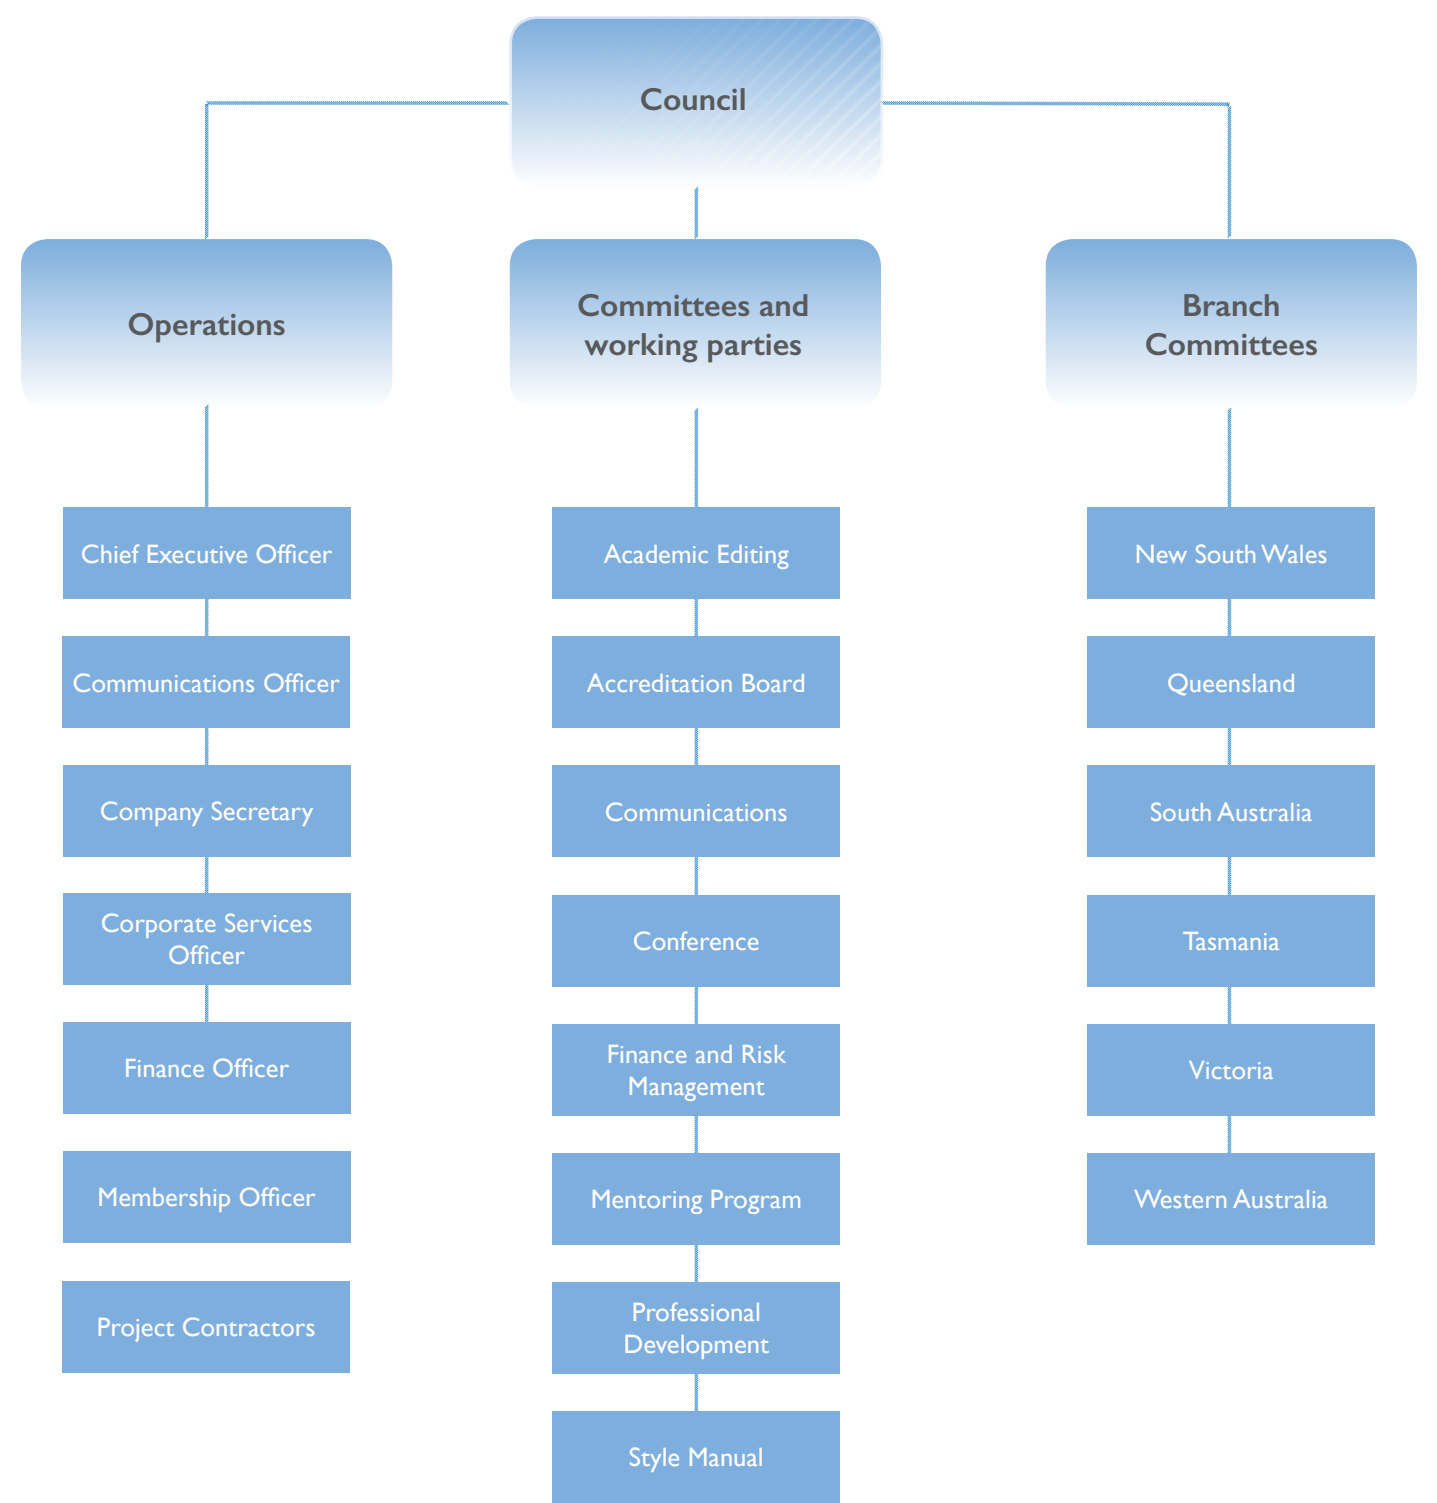 Council
Operations
Committees and
working parties
Branch
Committees
Chief Executive Officer
Communications Officer
Company Secretary
Corporate Services
Officer
Finance Officer
Membership Officer
Project Contractors
Academic Editing
Accreditation Board
Communications
Conference
Finance and Risk
Management
Mentoring Program
Professional
Development
Style Manual
New South Wales
Queensland
South Australia
Tasmania
Victoria
Western Australia